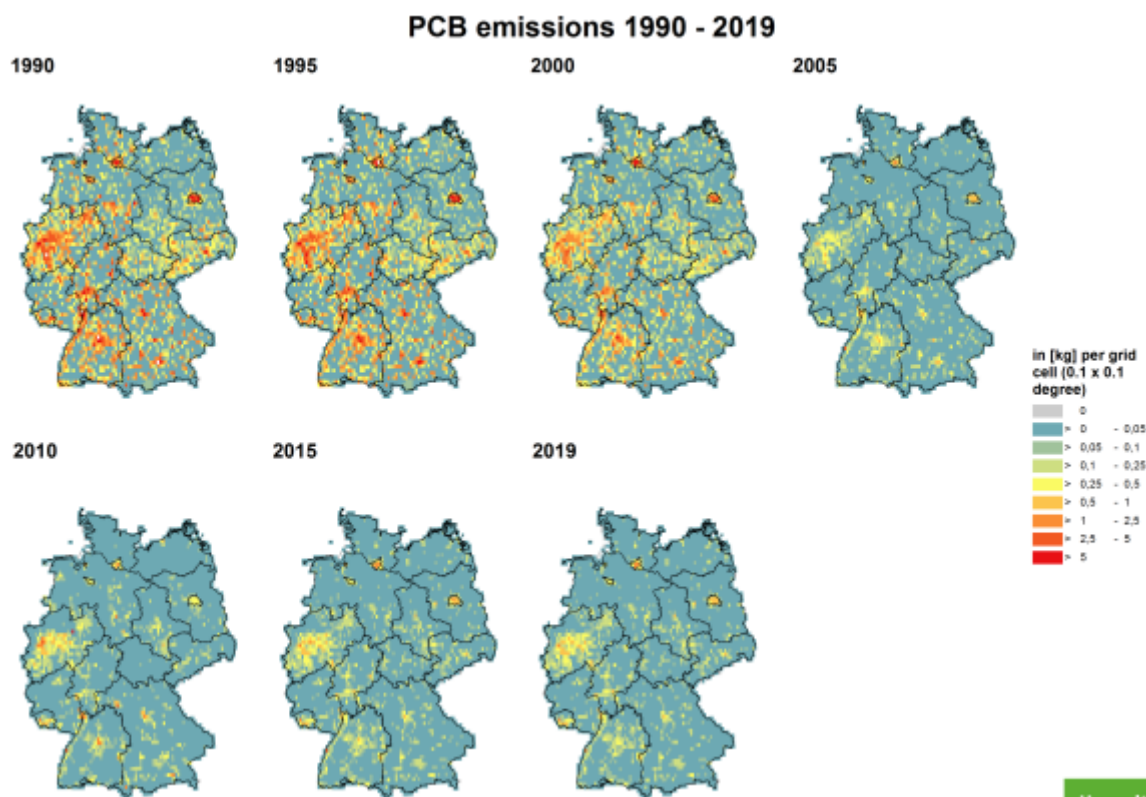 PCB emissions 1990 - 2019
1990
1995
2000
2005
in [kg] per grid
cell (0.1 x 0.1
degree)
0
> 0 - 0,05
> 0,05 - 0,1
> 0,1 - 0,25
> 0,25 - 0,5
> 0,5 - 1
> 1 - 2,5
> 2,5 - 5
> 5
2010
2015
2019